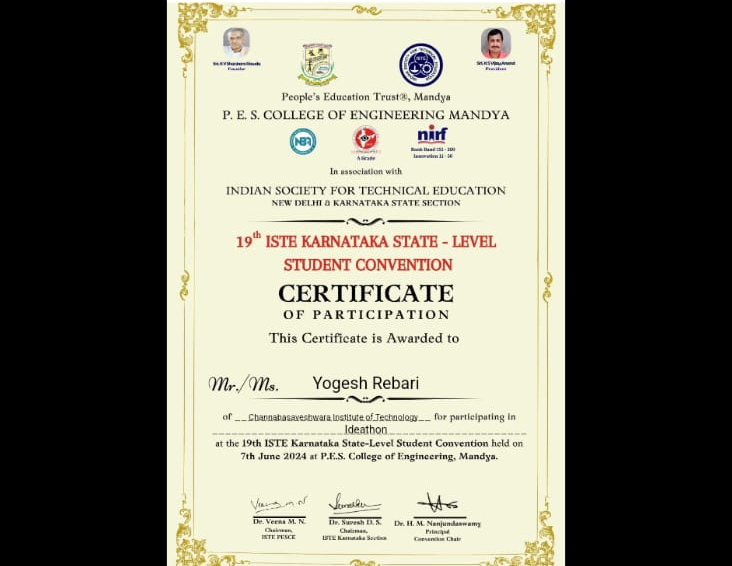 Sri. K V Shankara Gowda
Founder
Sri. K S Vijay Anand
President
People's Education Trust®, Mandya
P. E. S. COLLEGE OF ENGINEERING MANDYA
NBA
A Grade
nirf
Rank Band 151 - 300
Innovation 11 - 50
In association with
INDIAN SOCIETY FOR TECHNICAL EDUCATION
NEW DELHI & KARNATAKA STATE SECTION
19th ISTE KARNATAKA STATE - LEVEL
STUDENT CONVENTION
CERTIFICATE
OF PARTICIPATION
This Certificate is Awarded to
Mr./Ms. Yogesh Rebari
of Channabasaveshwara Institute of Technology for participating in
Ideathon
at the 19th ISTE Karnataka State-Level Student Convention held on
7th June 2024 at P.E.S. College of Engineering, Mandya.
Veena M. N
Dr. Veena M. N.
Chairman,
ISTE PESCE
Dr. Suresh D. S.
Chairman,
ISTE Karnataka Section
Dr. H. M. Nanjundaswamy
Principal
Convention Chair